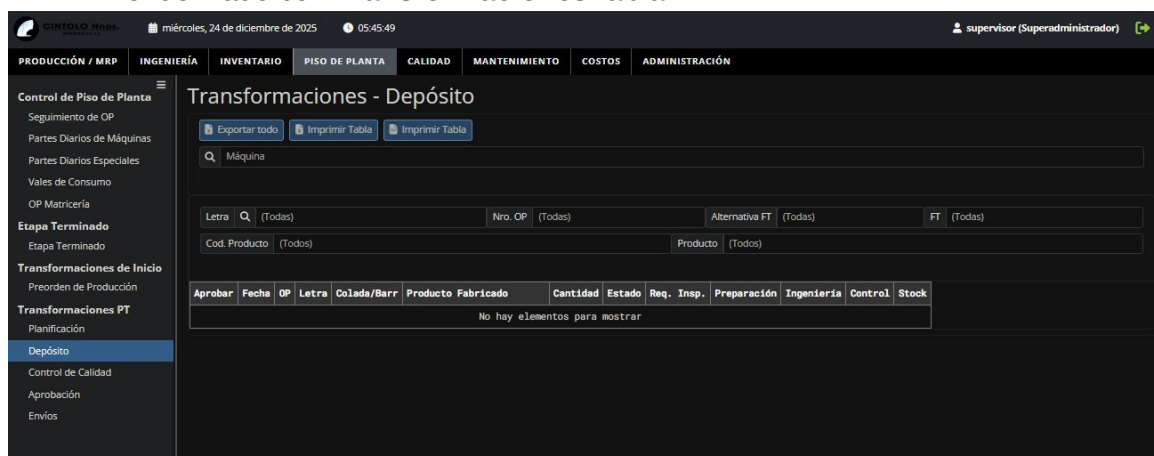 CINTOLO Hnos.
miércoles, 24 de diciembre de 2025
05:45:49
supervisor (Superadministrador)
PRODUCCIÓN / MRP INGENIERÍA INVENTARIO PISO DE PLANTA CALIDAD MANTENIMIENTO COSTOS ADMINISTRACIÓN
Control de Piso de Planta
Seguimiento de OP
Partes Diarios de Máquinas
Partes Diarios Especiales
Vales de Consumo
OP Matricería
Etapa Terminado
Etapa Terminado
Transformaciones de Inicio
Preorden de Producción
Transformaciones PT
Planificación
Depósito
Control de Calidad
Aprobación
Envíos
Transformaciones - Depósito
Exportar todo Imprimir Tabla Imprimir Tabla
Máquina
Letra (Todas) Nro. OP (Todas) Alternativa FT (Todas) FT (Todas)
Cod. Producto (Todos) Producto (Todos)
Aprobar Fecha OP Letra Colada/Barr Producto Fabricado Cantidad Estado Req. Insp. Preparación Ingeniería Control Stock
No hay elementos para mostrar